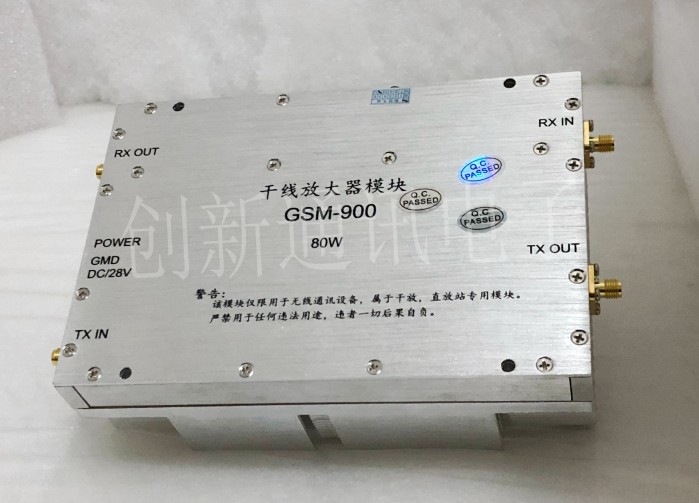 RX OUT
RX IN
干线放大器模块
GSM-900
80W
Q.C.
PASSED
Q.C.
PASSED
Q.C.
PASSED
POWER
GMD
DC/28V
TX OUT
TX IN
警告:
该模块仅限用于无线通讯设备，属于干放，直放站专用模块。
严禁用于任何违法用途，违者一切后果自负。
创新通讯电子